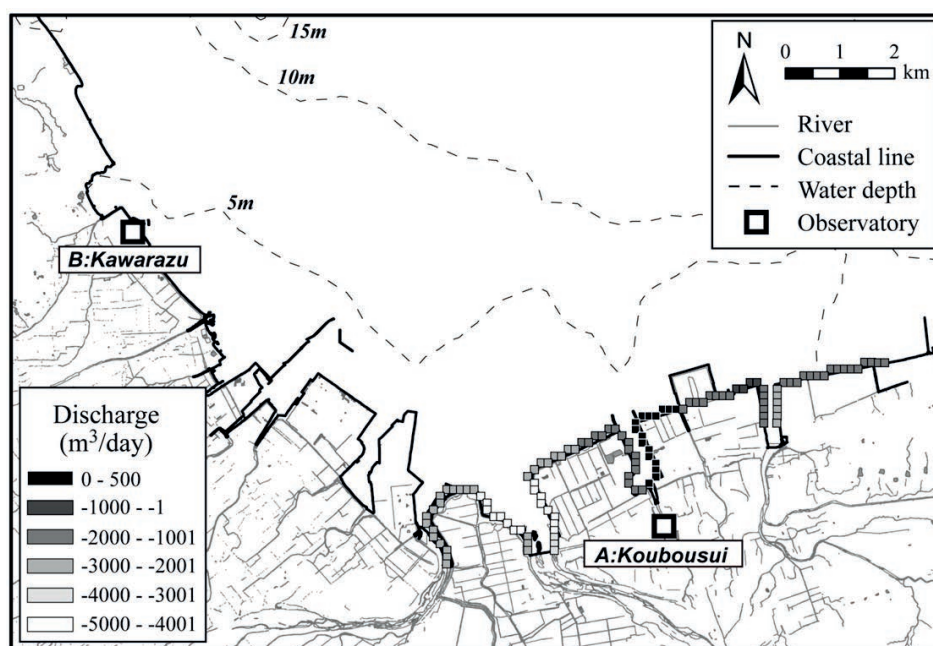 15m
10m
5m
N
0 1 2
km
River
Coastal line
Water depth
Observatory
B:Kawarazu
A:Koubousui
Discharge
(m³/day)
0 - 500
-1000 - -1
-2000 - -1001
-3000 - -2001
-4000 - -3001
-5000 - -4001